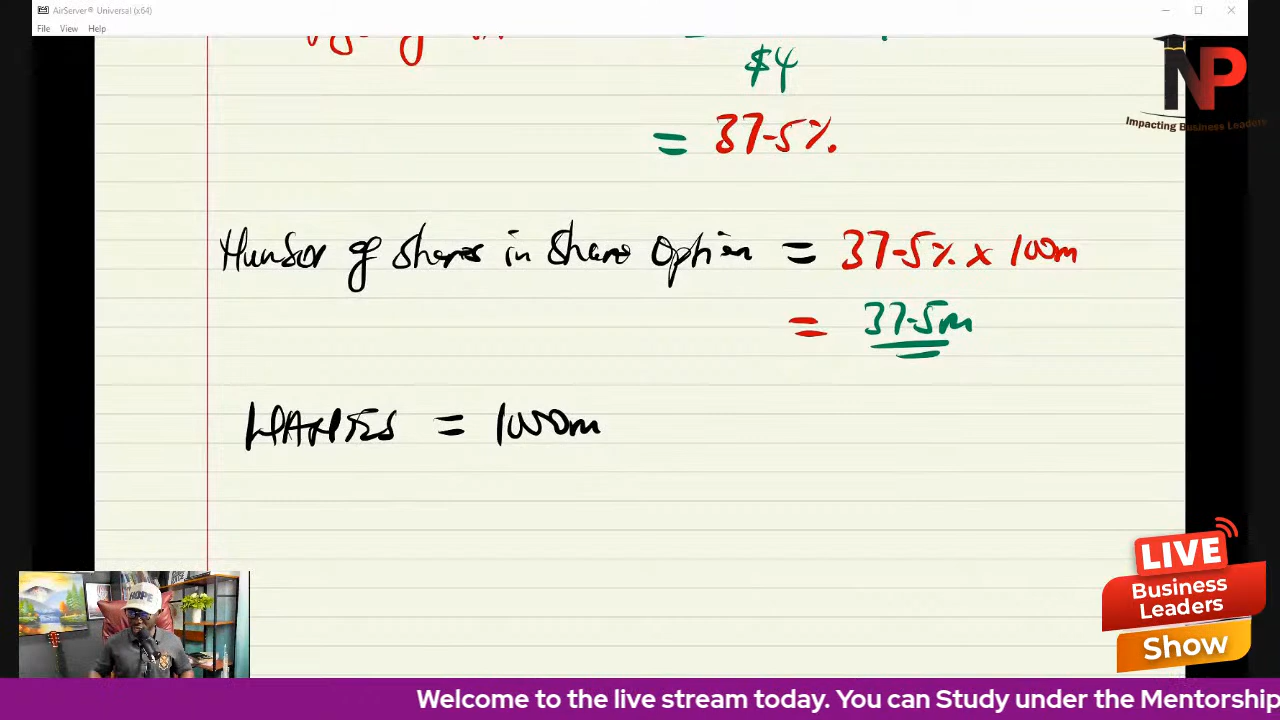 AirServer® Universal (x64)
File View Help
$4
= 37.5%
NP
Impacting Business Leaders
Number of shares in Share Option = 37.5% x 100m
= 37.5m
= 1000m
LIVE
Business
Leaders
Show
Welcome to the live stream today. You can Study under the Mentorship